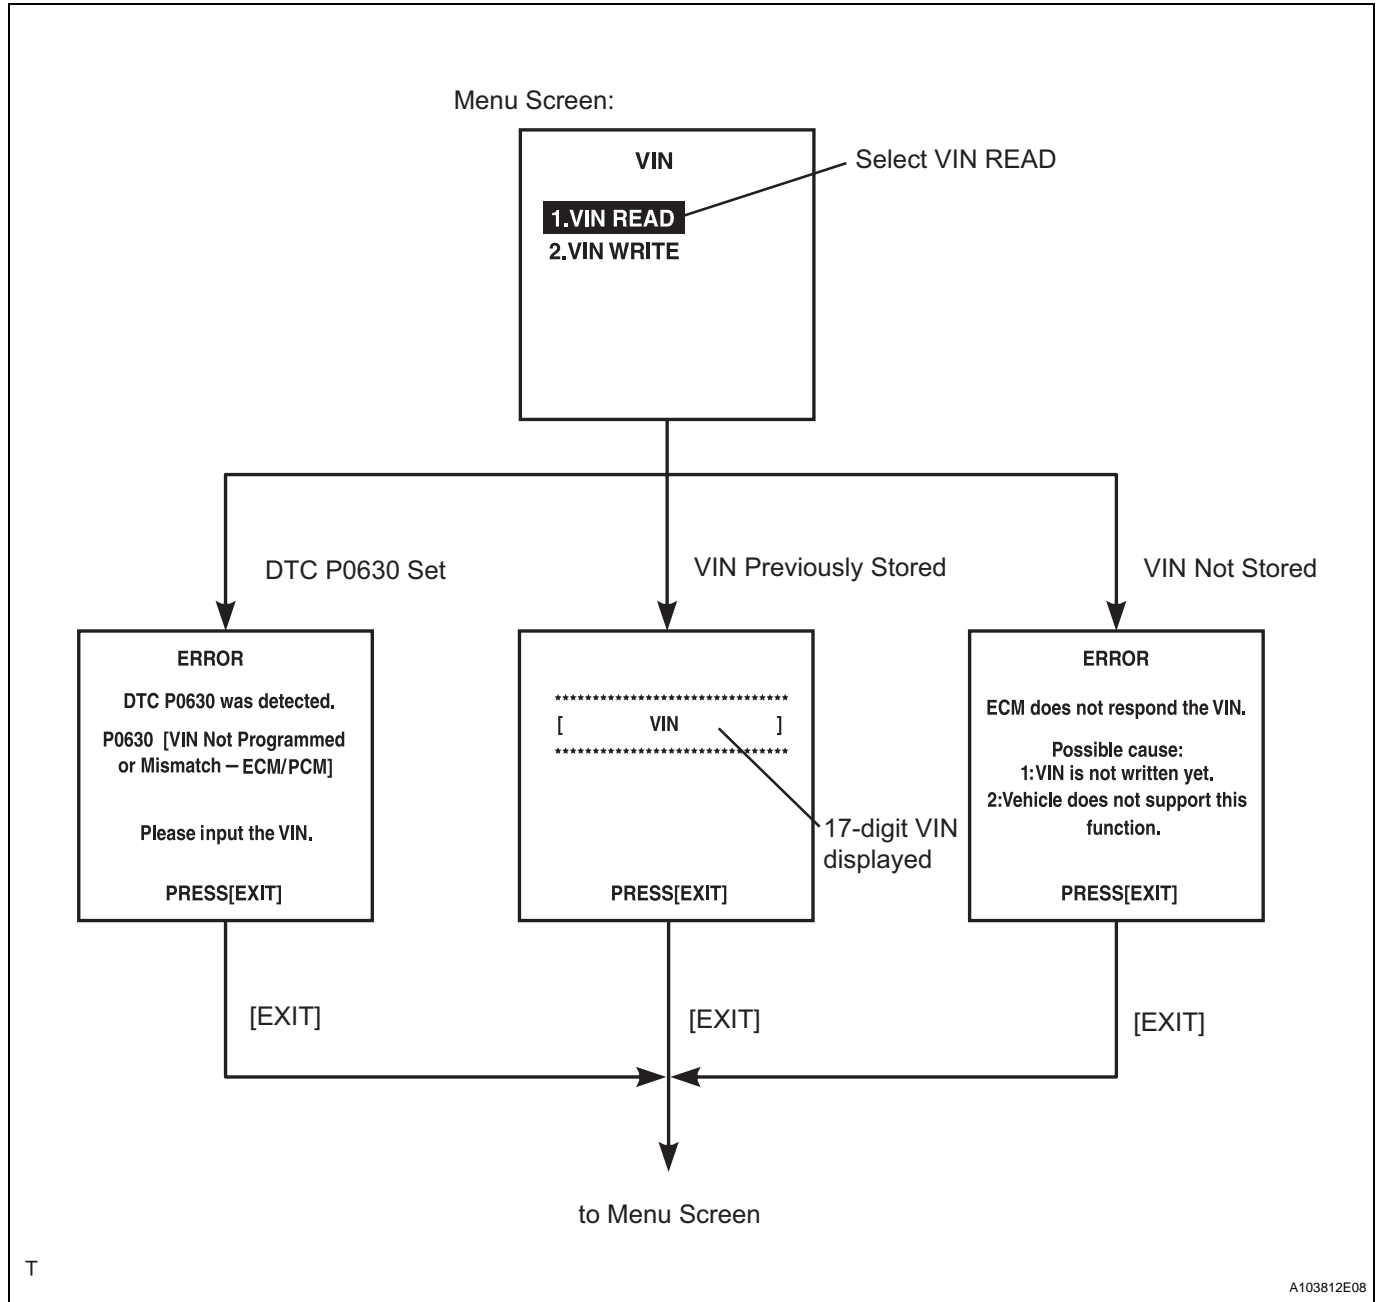 Menu Screen:
VIN
Select VIN READ
1.VIN READ
2.VIN WRITE
DTC P0630 Set
VIN Previously Stored
VIN Not Stored
ERROR
DTC P0630 was detected.
P0630 [VIN Not Programmed
or Mismatch – ECM/PCM]
Please input the VIN.
PRESS[EXIT]
*******************************
[ VIN ]
*******************************
17-digit VIN
displayed
PRESS[EXIT]
ERROR
ECM does not respond the VIN.
Possible cause:
1:VIN is not written yet.
2:Vehicle does not support this
function.
PRESS[EXIT]
[EXIT]
[EXIT]
[EXIT]
to Menu Screen
T
A103812E08